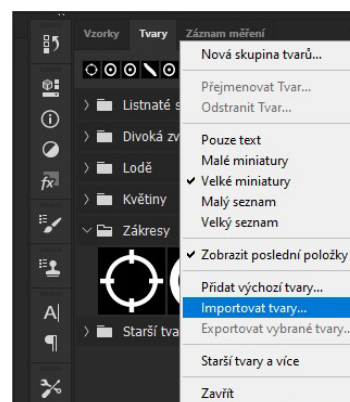 Vzorky Tvary Záznam měření
Nová skupina tvarů...
Přejmenovat Tvar...
Odstranit Tvar...
Pouze text
Malé miniatury
Velké miniatury
Malý seznam
Velký seznam
Zobrazit poslední položky
Přidat výchozí tvary...
Importovat tvary...
Exportovat vybrané tvary...
Starší tvary a více
Zavřít
Listnaté s
Divoká zv
Lodě
Květiny
Zákresy
Starší tva
fx
A